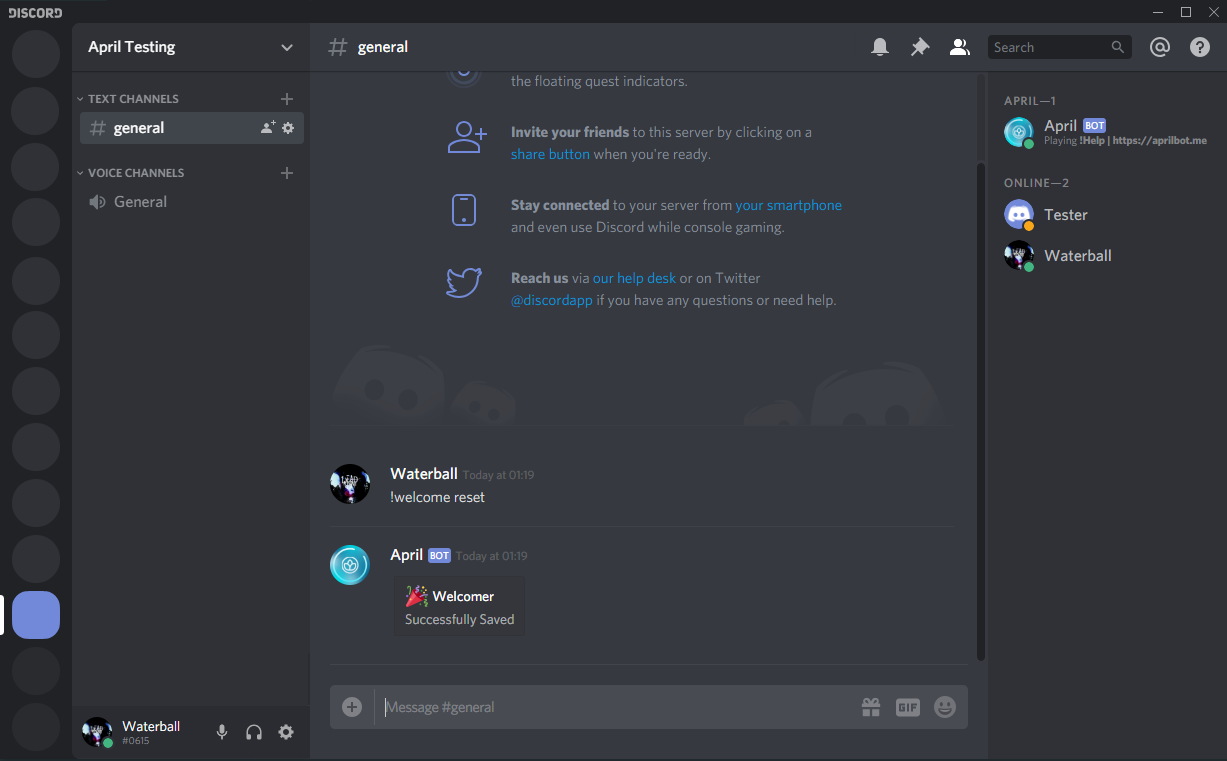 DISCORD
April Testing
general
Search
TEXT CHANNELS
general
VOICE CHANNELS
General
the floating quest indicators.
Invite your friends to this server by clicking on a
share button when you're ready.
Stay connected to your server from your smartphone
and even use Discord while console gaming.
Reach us via our help desk or on Twitter
@discordapp if you have any questions or need help.
Waterball Today at 01:19
!welcome reset
April BOT Today at 01:19
Welcomer
Successfully Saved
Message #general
GIF
Waterball
#0615
APRIL—1
April BOT
Playing !Help | https://aprilbot.me
ONLINE—2
Tester
Waterball